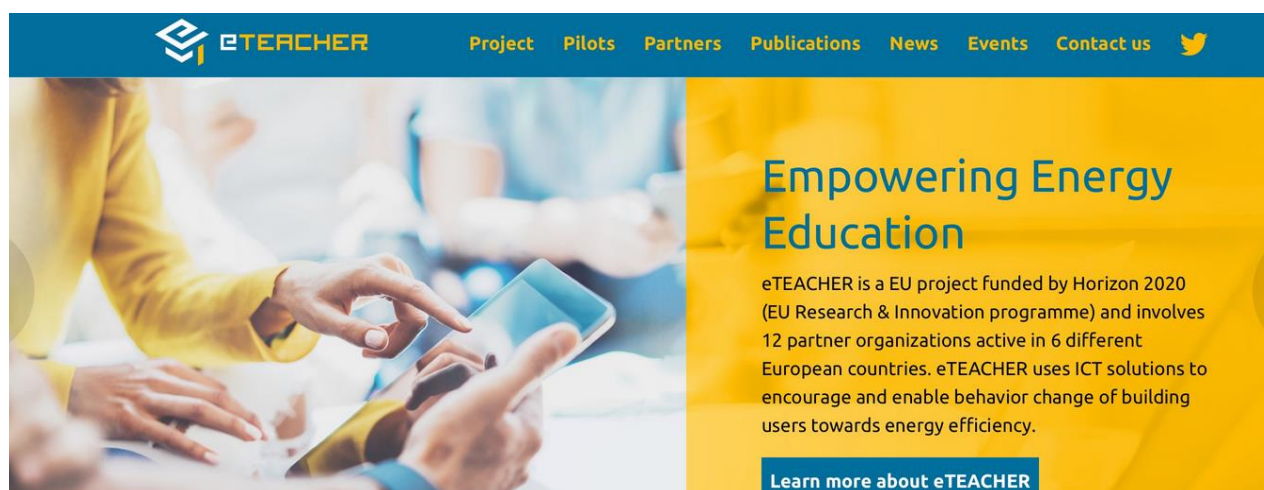 eTEACHER
Project Pilots Partners Publications News Events Contact us
Empowering Energy
Education
eTEACHER is a EU project funded by Horizon 2020
(EU Research & Innovation programme) and involves
12 partner organizations active in 6 different
European countries. eTEACHER uses ICT solutions to
encourage and enable behavior change of building
users towards energy efficiency.
Learn more about eTEACHER